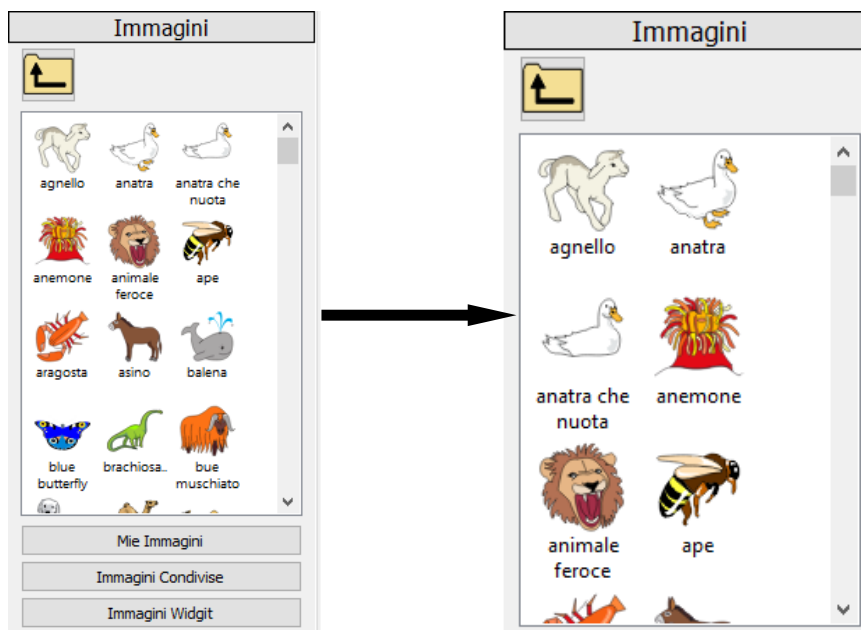 Immagini
agnello anatra anatra che
nuota
anemone animale ape
feroce
aragosta asino balena
blue brachiosa.. bue
butterfly muschiato
Mie Immagini
Immagini Condivise
Immagini Widgit
Immagini
agnello anatra
anatra che anemone
nuota
animale ape
feroce